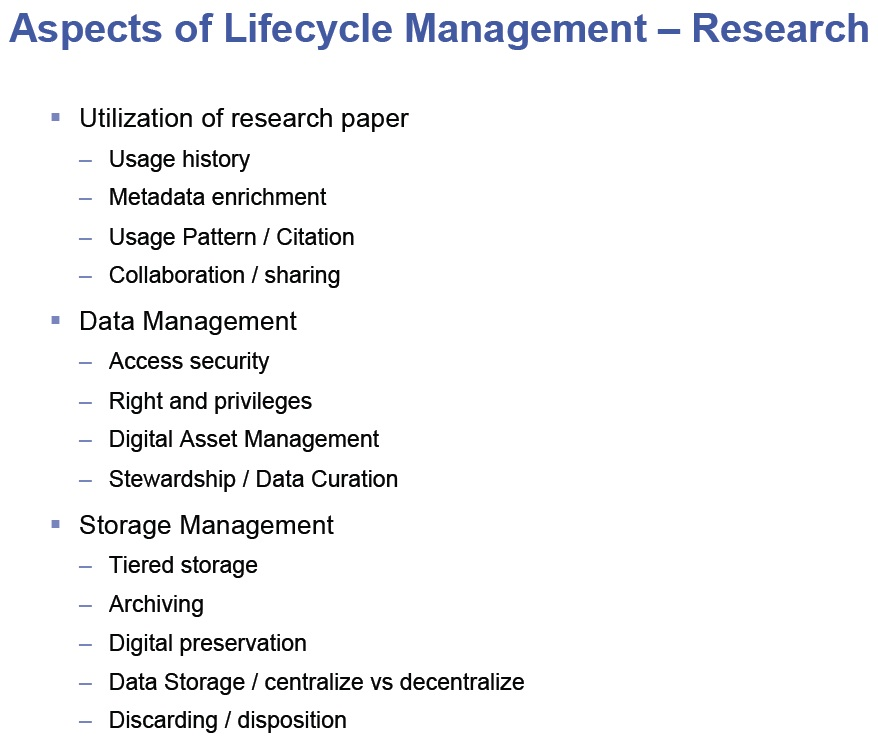 Aspects of Lifecycle Management – Research
▪ Utilization of research paper
– Usage history
– Metadata enrichment
– Usage Pattern / Citation
– Collaboration / sharing
▪ Data Management
– Access security
– Right and privileges
– Digital Asset Management
– Stewardship / Data Curation
▪ Storage Management
– Tiered storage
– Archiving
– Digital preservation
– Data Storage / centralize vs decentralize
– Discarding / disposition